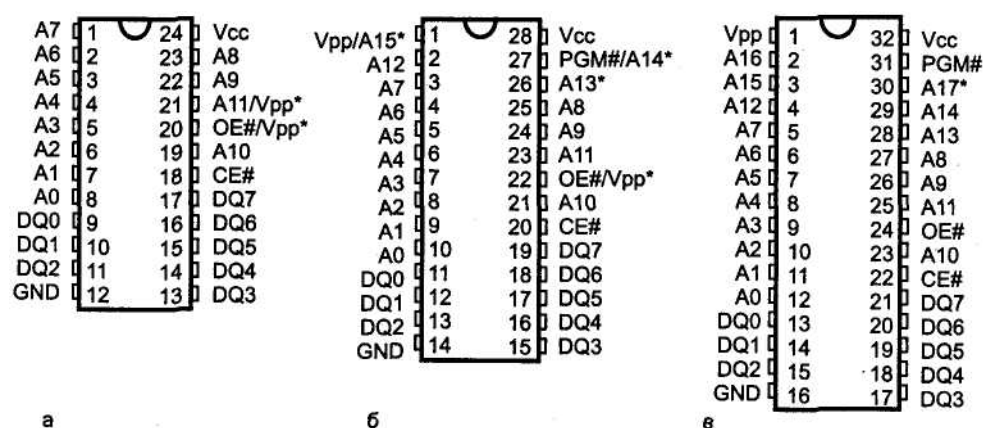 A7 1 24 Vcc
A6 2 23 A8
A5 3 22 A9
A4 4 21 A11/Vpp*
A3 5 20 OE#/Vpp*
A2 6 19 A10
A1 7 18 CE#
A0 8 17 DQ7
DQ0 9 16 DQ6
DQ1 10 15 DQ5
DQ2 11 14 DQ4
GND 12 13 DQ3
а
Vpp/A15* 1 28 Vcc
A12 2 27 PGM#/A14*
A7 3 26 A13*
A6 4 25 A8
A5 5 24 A9
A4 6 23 A11
A3 7 22 OE#/Vpp*
A2 8 21 A10
A1 9 20 CE#
A0 10 19 DQ7
DQ0 11 18 DQ6
DQ1 12 17 DQ5
DQ2 13 16 DQ4
GND 14 15 DQ3
б
Vpp 1 32 Vcc
A16 2 31 PGM#
A15 3 30 A17*
A12 4 29 A14
A7 5 28 A13
A6 6 27 A8
A5 7 26 A9
A4 8 25 A11
A3 9 24 OE#
A2 10 23 A10
A1 11 22 CE#
A0 12 21 DQ7
DQ0 13 20 DQ6
DQ1 14 19 DQ5
DQ2 15 18 DQ4
GND 16 17 DQ3
в